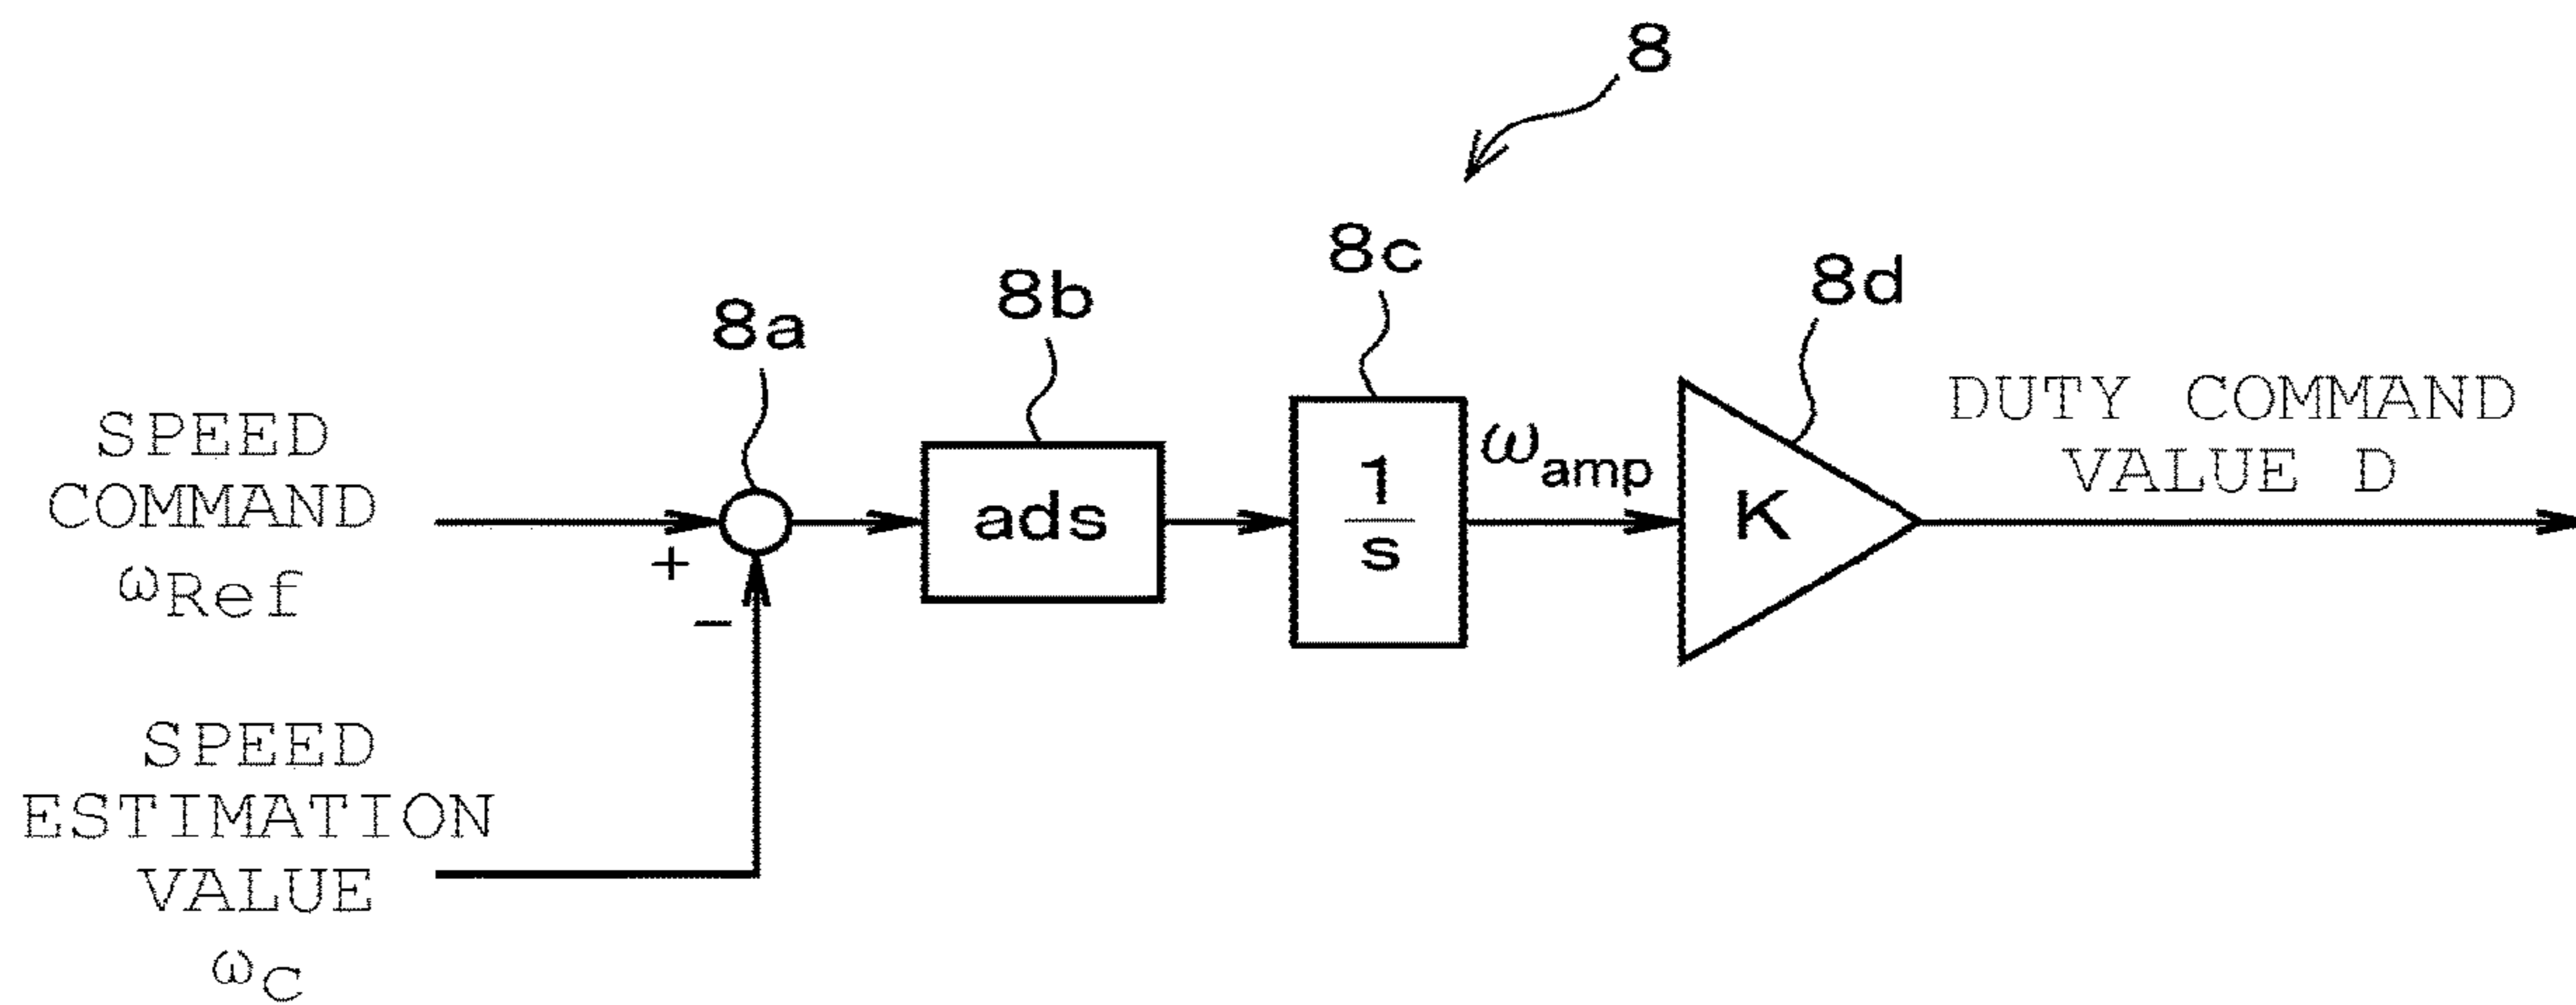 8
8c
8d
8b
8a
SPEED
COMMAND
ωRef
+
−
ads
1
s
ωamp
K
DUTY COMMAND
VALUE D
SPEED
ESTIMATION
VALUE
ωC